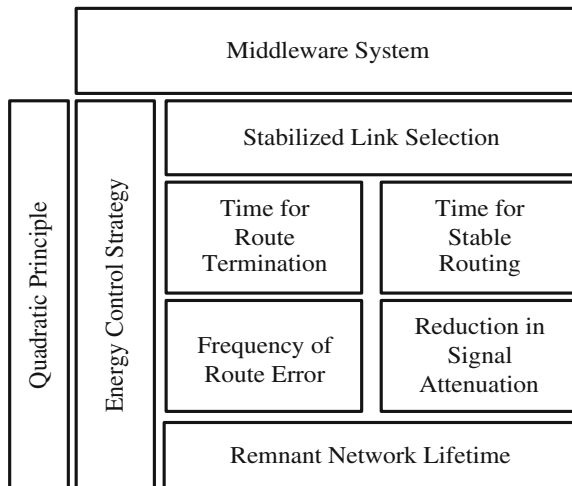 Middleware System
Quadratic Principle
Energy Control Strategy
Stabilized Link Selection
Time for
Route
Termination
Time for
Stable
Routing
Frequency of
Route Error
Reduction in
Signal
Attenuation
Remnant Network Lifetime